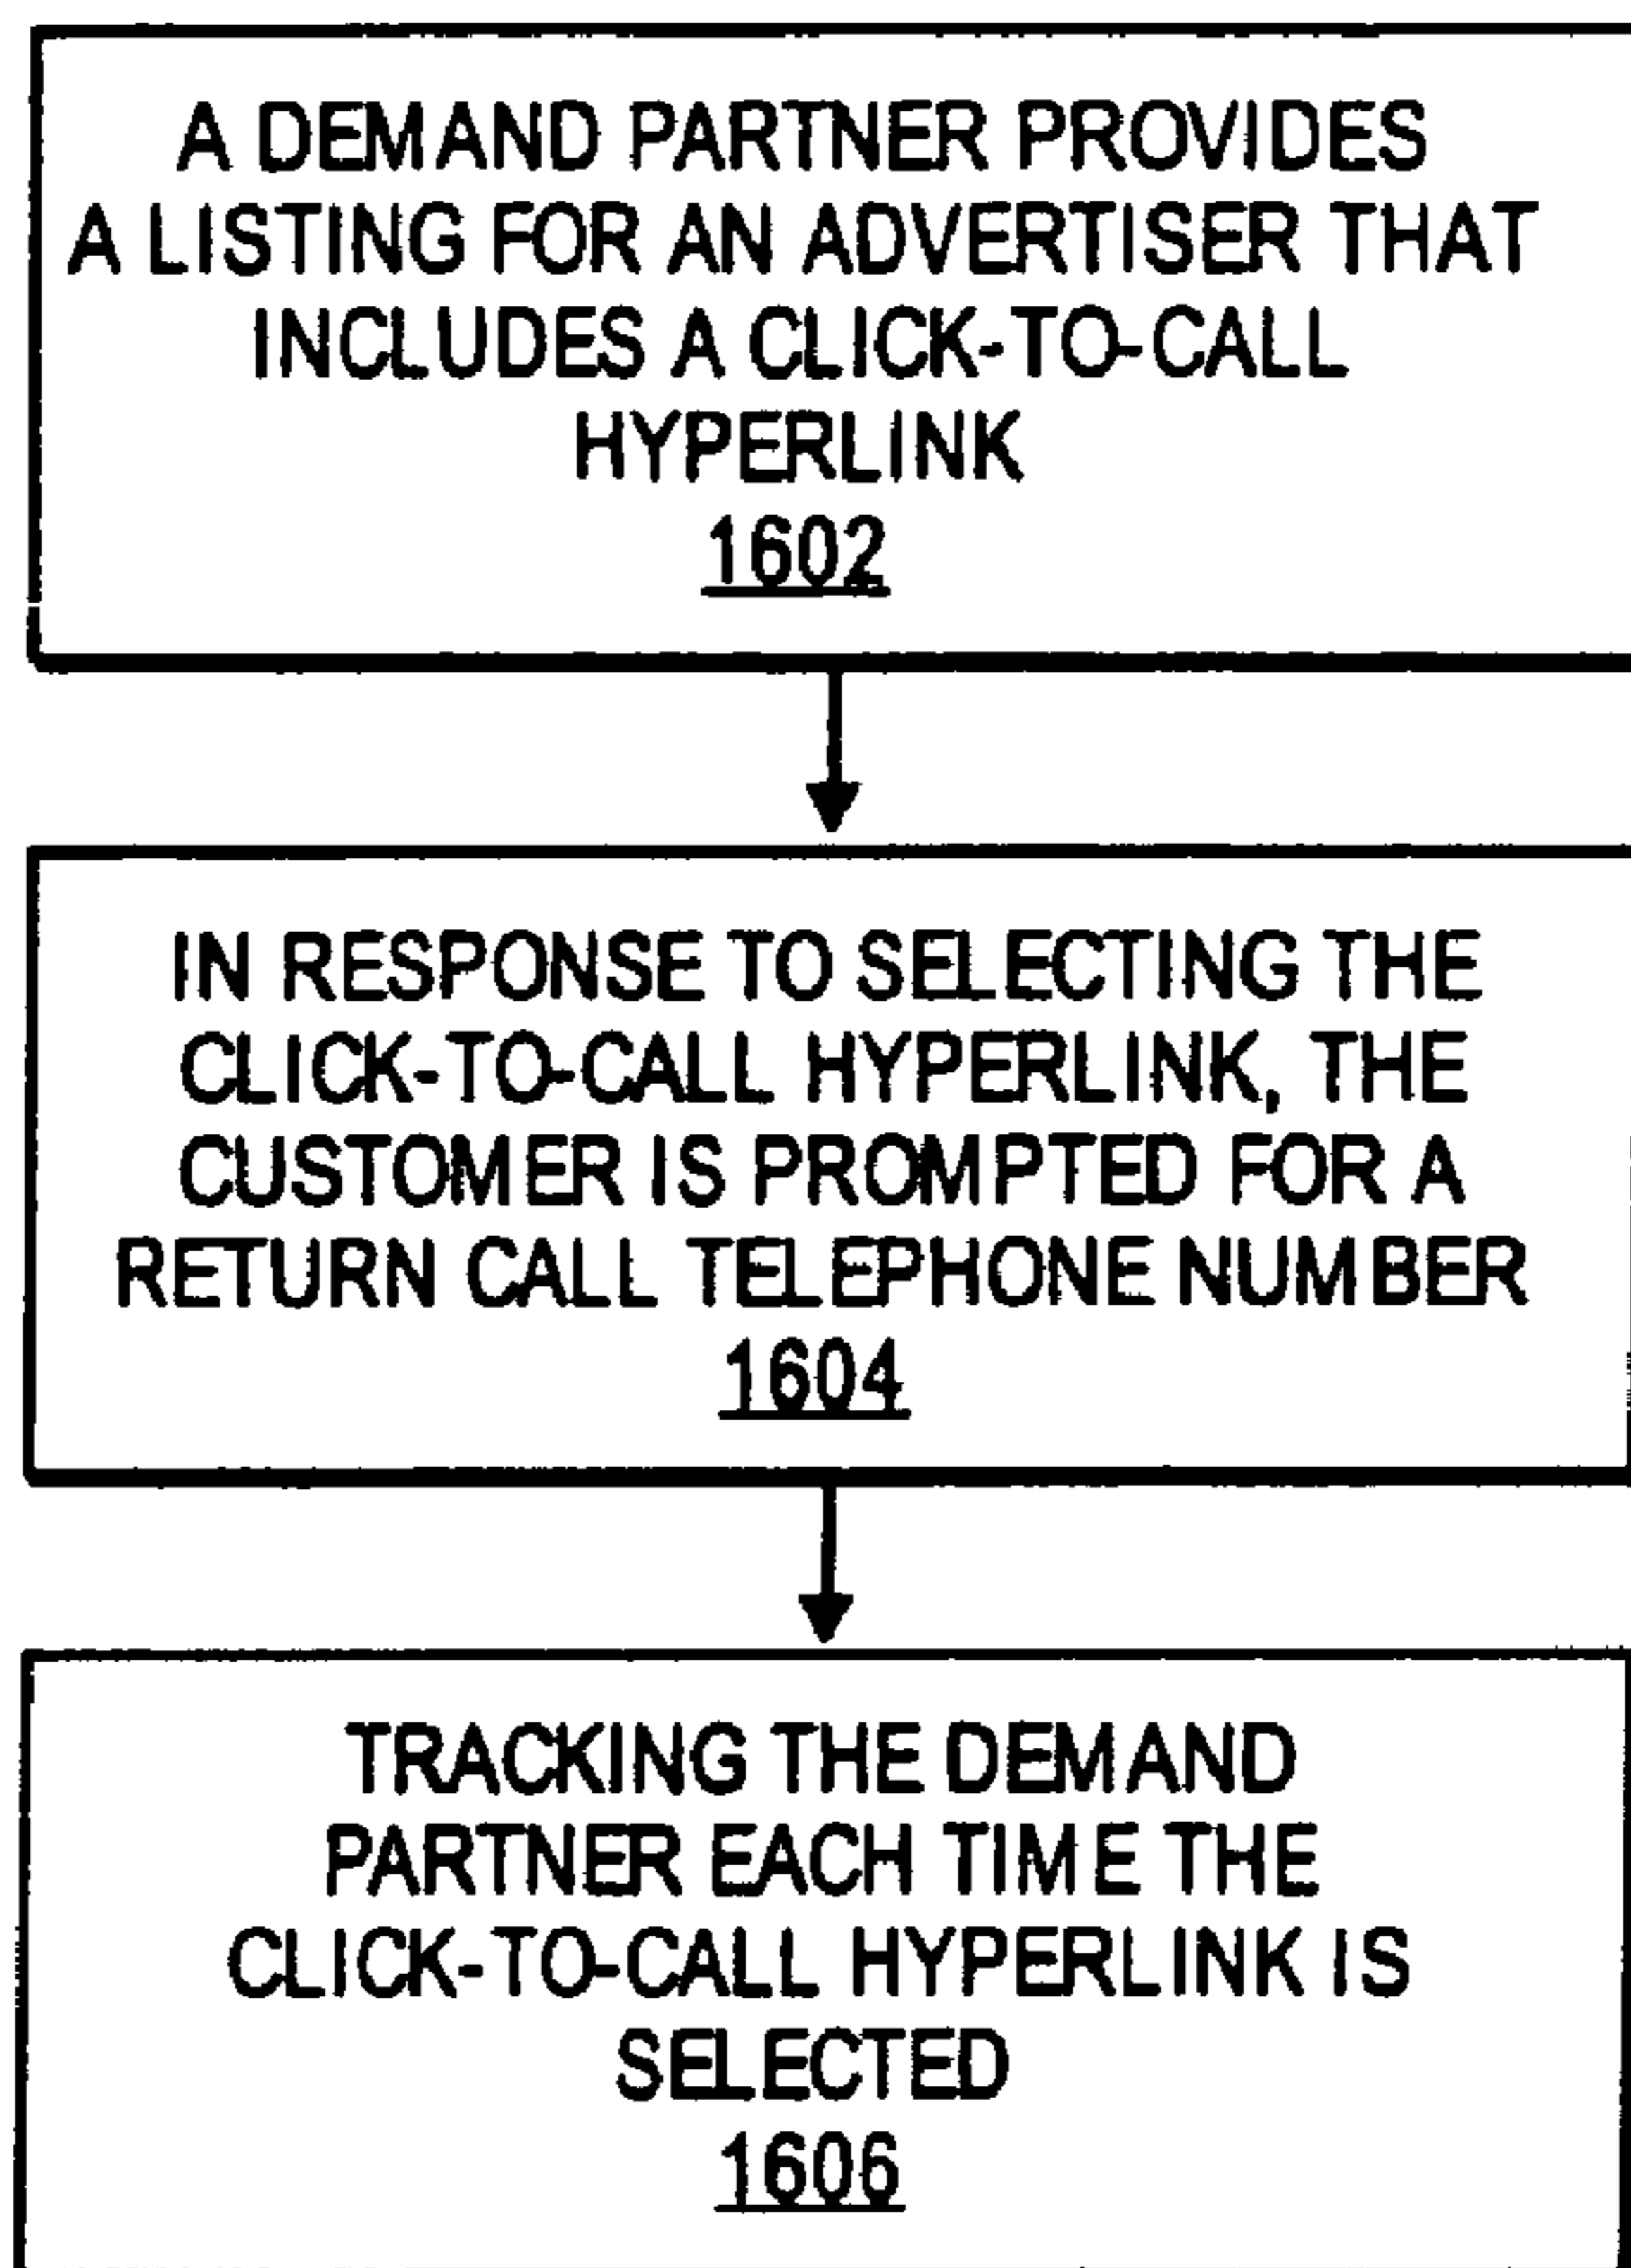 A DEMAND PARTNER PROVIDES
A LISTING FOR AN ADVERTISER THAT
INCLUDES A CLICK-TO-CALL
HYPERLINK
1602
IN RESPONSE TO SELECTING THE
CLICK-TO-CALL HYPERLINK, THE
CUSTOMER IS PROMPTED FOR A
RETURN CALL TELEPHONE NUMBER
1604
TRACKING THE DEMAND
PARTNER EACH TIME THE
CLICK-TO-CALL HYPERLINK IS
SELECTED
1606